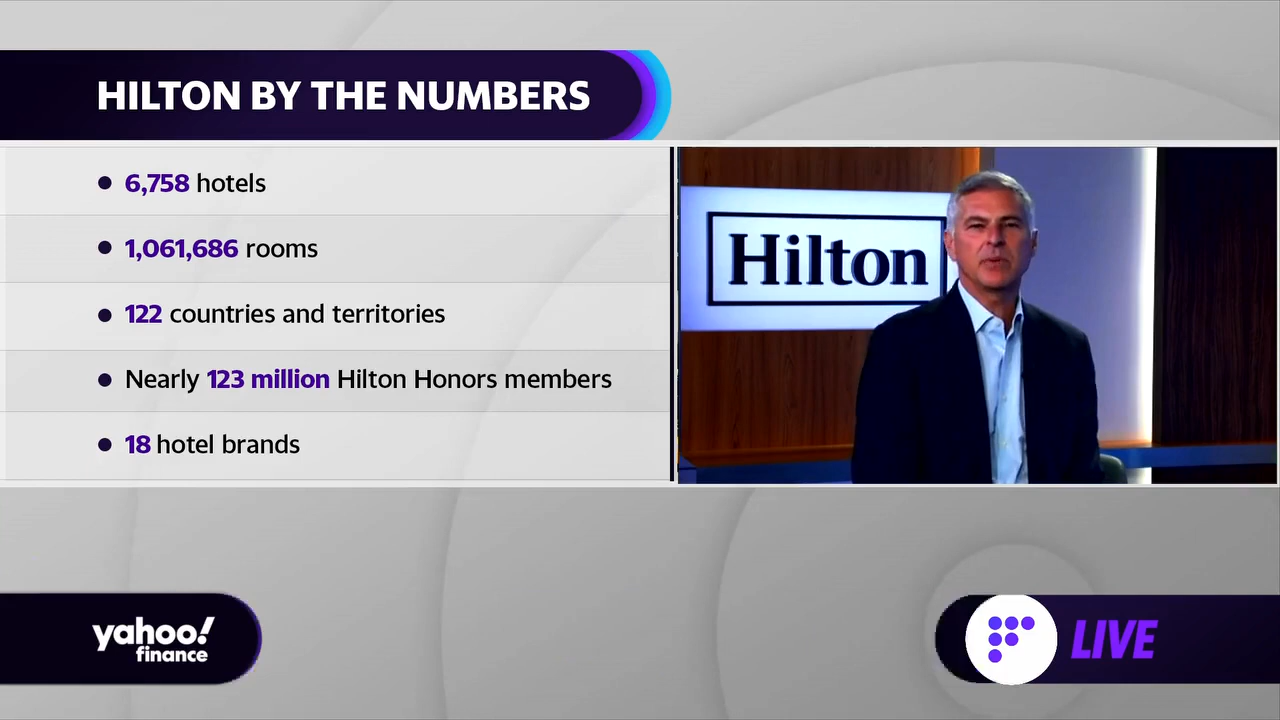 HILTON BY THE NUMBERS
6,758 hotels
1,061,686 rooms
122 countries and territories
Nearly 123 million Hilton Honors members
18 hotel brands
Hilton
yahoo!
finance
LIVE